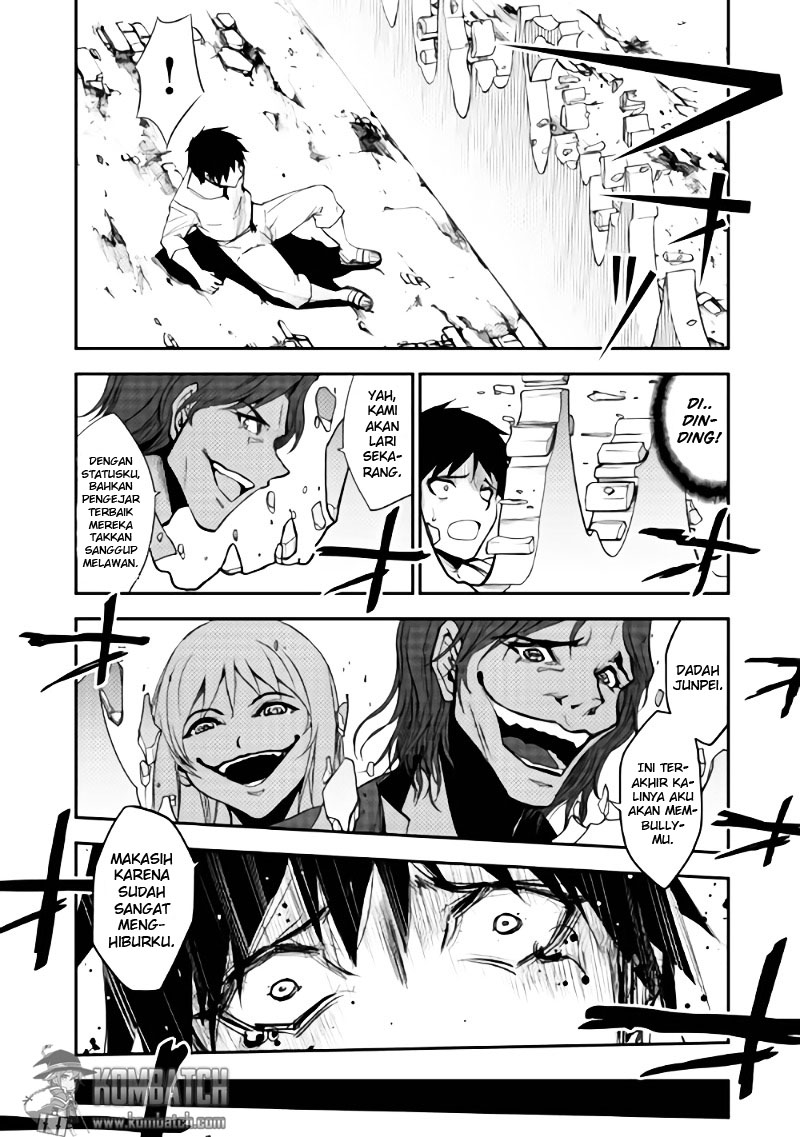 !
DI..
DIN-
DING!
YAH,
KAMI
AKAN
LARI
SEKA-
RANG.
DENGAN
STATUSKU,
BAHKAN
PENGEJAR
TERBAIK
MEREKA
TAKKAN
SANGGUP
MELAWAN.
DADAH
JUNPEI.
INI TER-
AKHIR KA-
LINYA AKU
AKAN MEM-
BULLY-
MU.
MAKASIH
KARENA
SUDAH
SANGAT
MENG-
HIBURKU.
KOMBATCH
www.kombatch.com